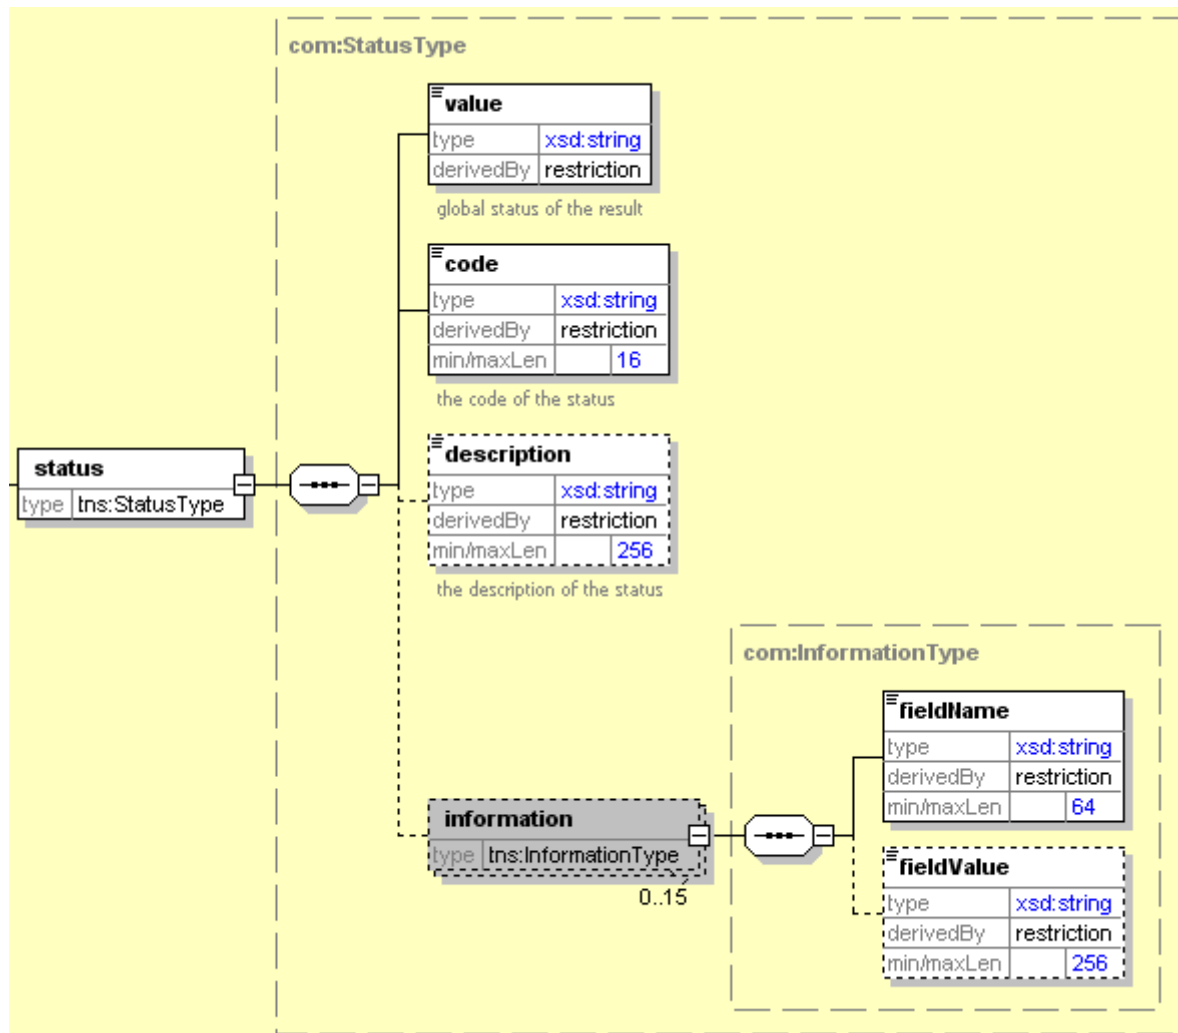 com:StatusType
value
type xsd:string
derivedBy restriction
global status of the result
code
type xsd:string
derivedBy restriction
min/maxLen 16
the code of the status
status
type tns:StatusType
description
type xsd:string
derivedBy restriction
min/maxLen 256
the description of the status
com:InformationType
fieldName
type xsd:string
derivedBy restriction
min/maxLen 64
information
type tns:InformationType
0..15
fieldValue
type xsd:string
derivedBy restriction
min/maxLen 256